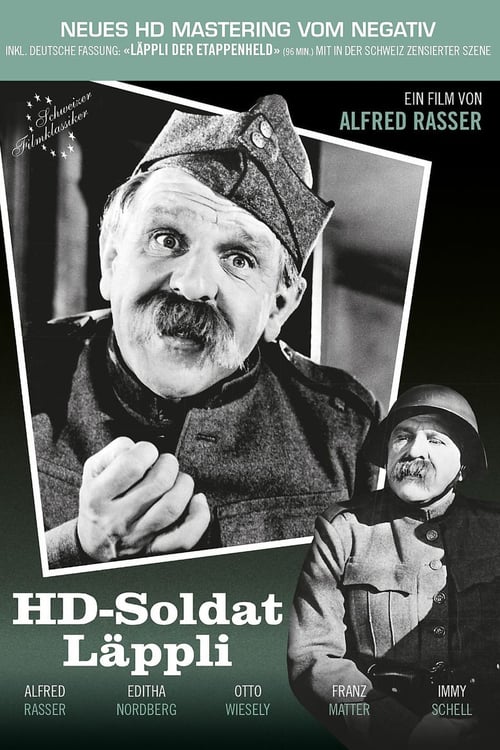 NEUES HD MASTERING VOM NEGATIV
INKL. DEUTSCHE FASSUNG: «LÄPPLI DER ETAPPENHELD» (96 MIN.) MIT IN DER SCHWEIZ ZENSIERTER SZENE
Schweizer
Filmklassiker
EIN FILM VON
ALFRED RASSER
HD-Soldat
Läppli
ALFRED EDITHA OTTO FRANZ IMMY
RASSER NORDBERG WIESELY MATTER SCHELL